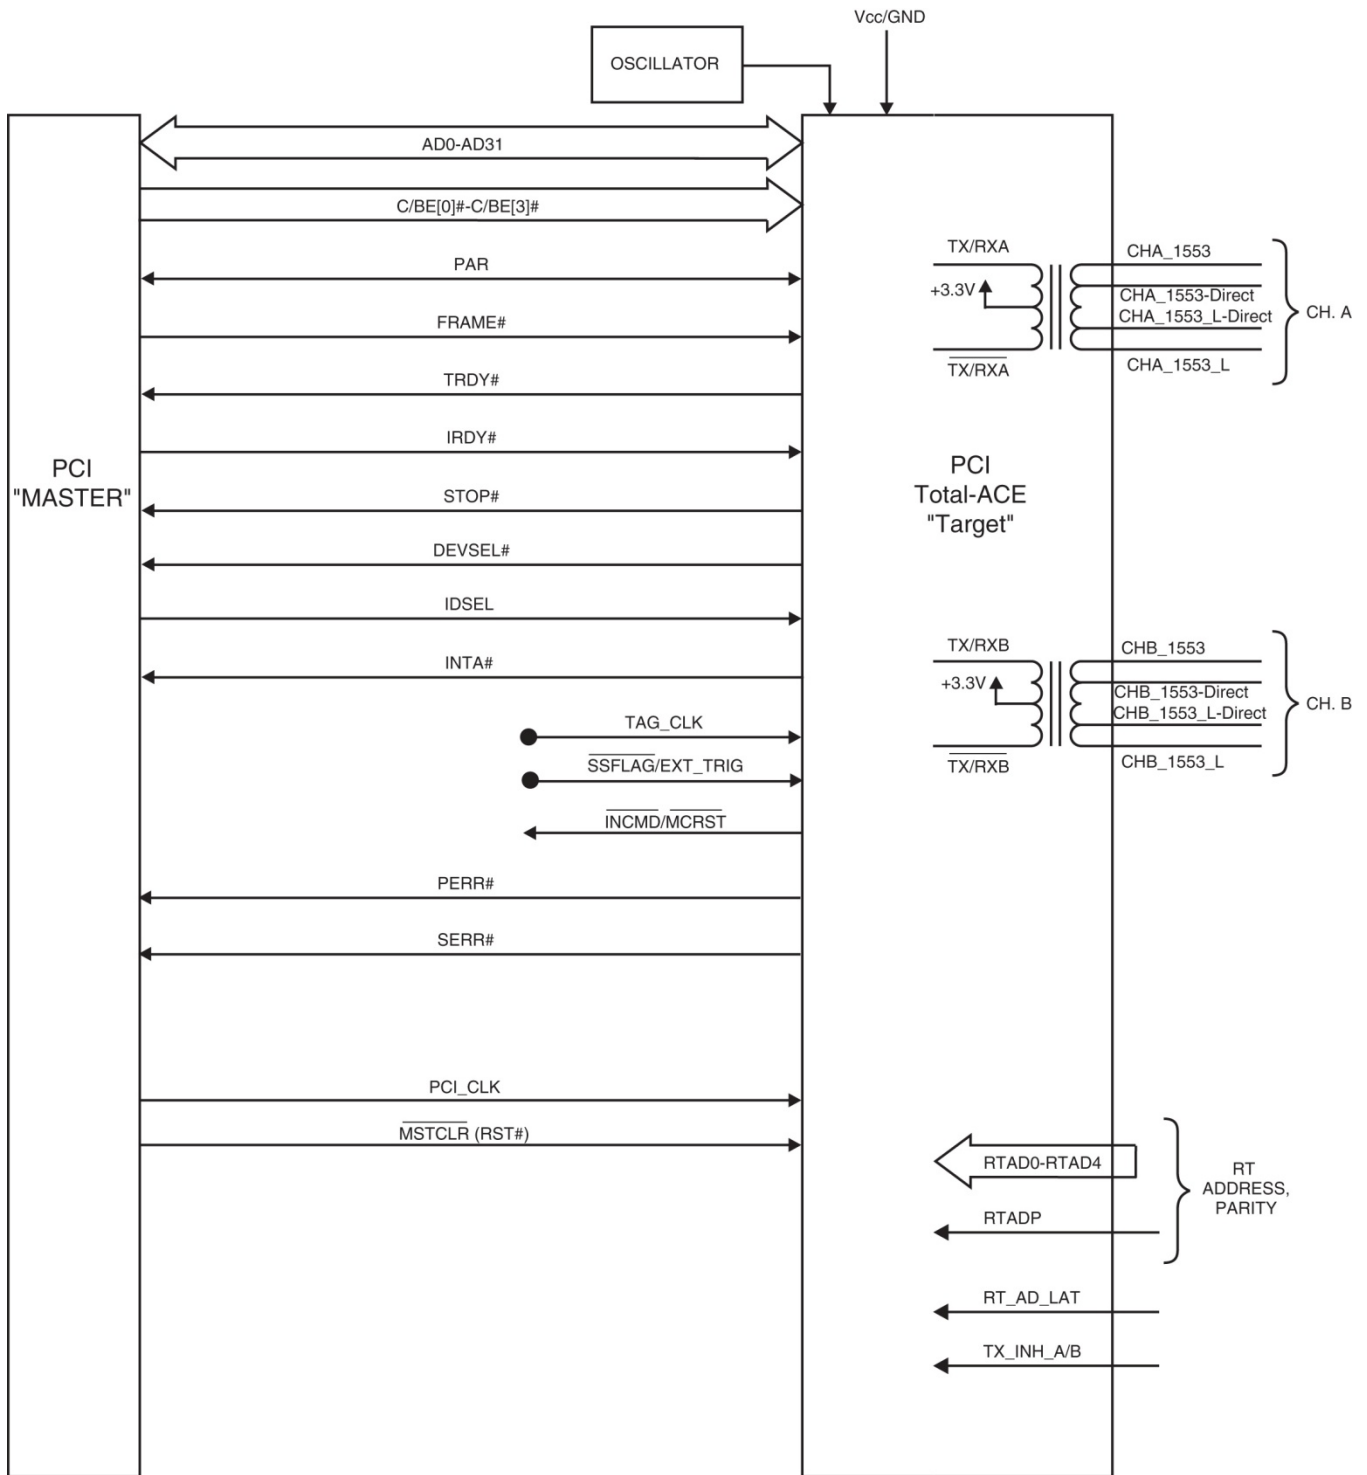 Vcc/GND
OSCILLATOR
AD0-AD31
C/BE[0]#-C/BE[3]#
PAR
FRAME#
TRDY#
IRDY#
STOP#
DEVSEL#
IDSEL
INTA#
TAG_CLK
SSFLAG/EXT_TRIG
INCMD/MCRST
PERR#
SERR#
PCI_CLK
MSTCLR (RST#)
PCI
"MASTER"
PCI
Total-ACE
"Target"
TX/RXA
+3.3V
TX/RXA
CHA_1553
CHA_1553-Direct
CHA_1553_L-Direct
CHA_1553_L
CH. A
TX/RXB
+3.3V
TX/RXB
CHB_1553
CHB_1553-Direct
CHB_1553_L-Direct
CHB_1553_L
CH. B
RTAD0-RTAD4
RTADP
RT
ADDRESS,
PARITY
RT_AD_LAT
TX_INH_A/B